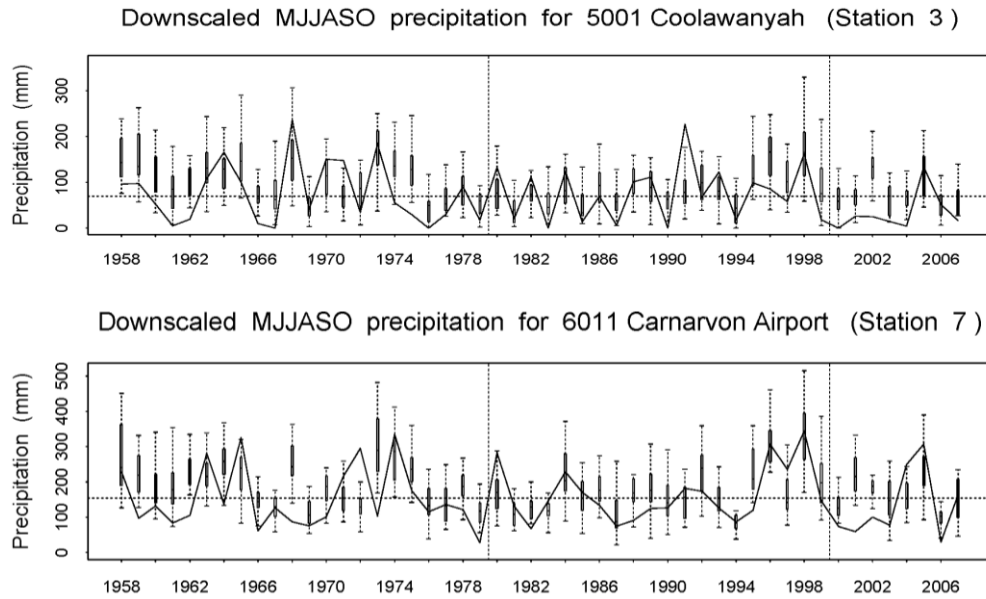 Downscaled MJJASO precipitation for 5001 Coolawanyah (Station 3 )
Precipitation (mm)
300
200
100
0
1958 1962 1966 1970 1974 1978 1982 1986 1990 1994 1998 2002 2006
Downscaled MJJASO precipitation for 6011 Carnarvon Airport (Station 7 )
Precipitation (mm)
500
400
300
200
100
0
1958 1962 1966 1970 1974 1978 1982 1986 1990 1994 1998 2002 2006